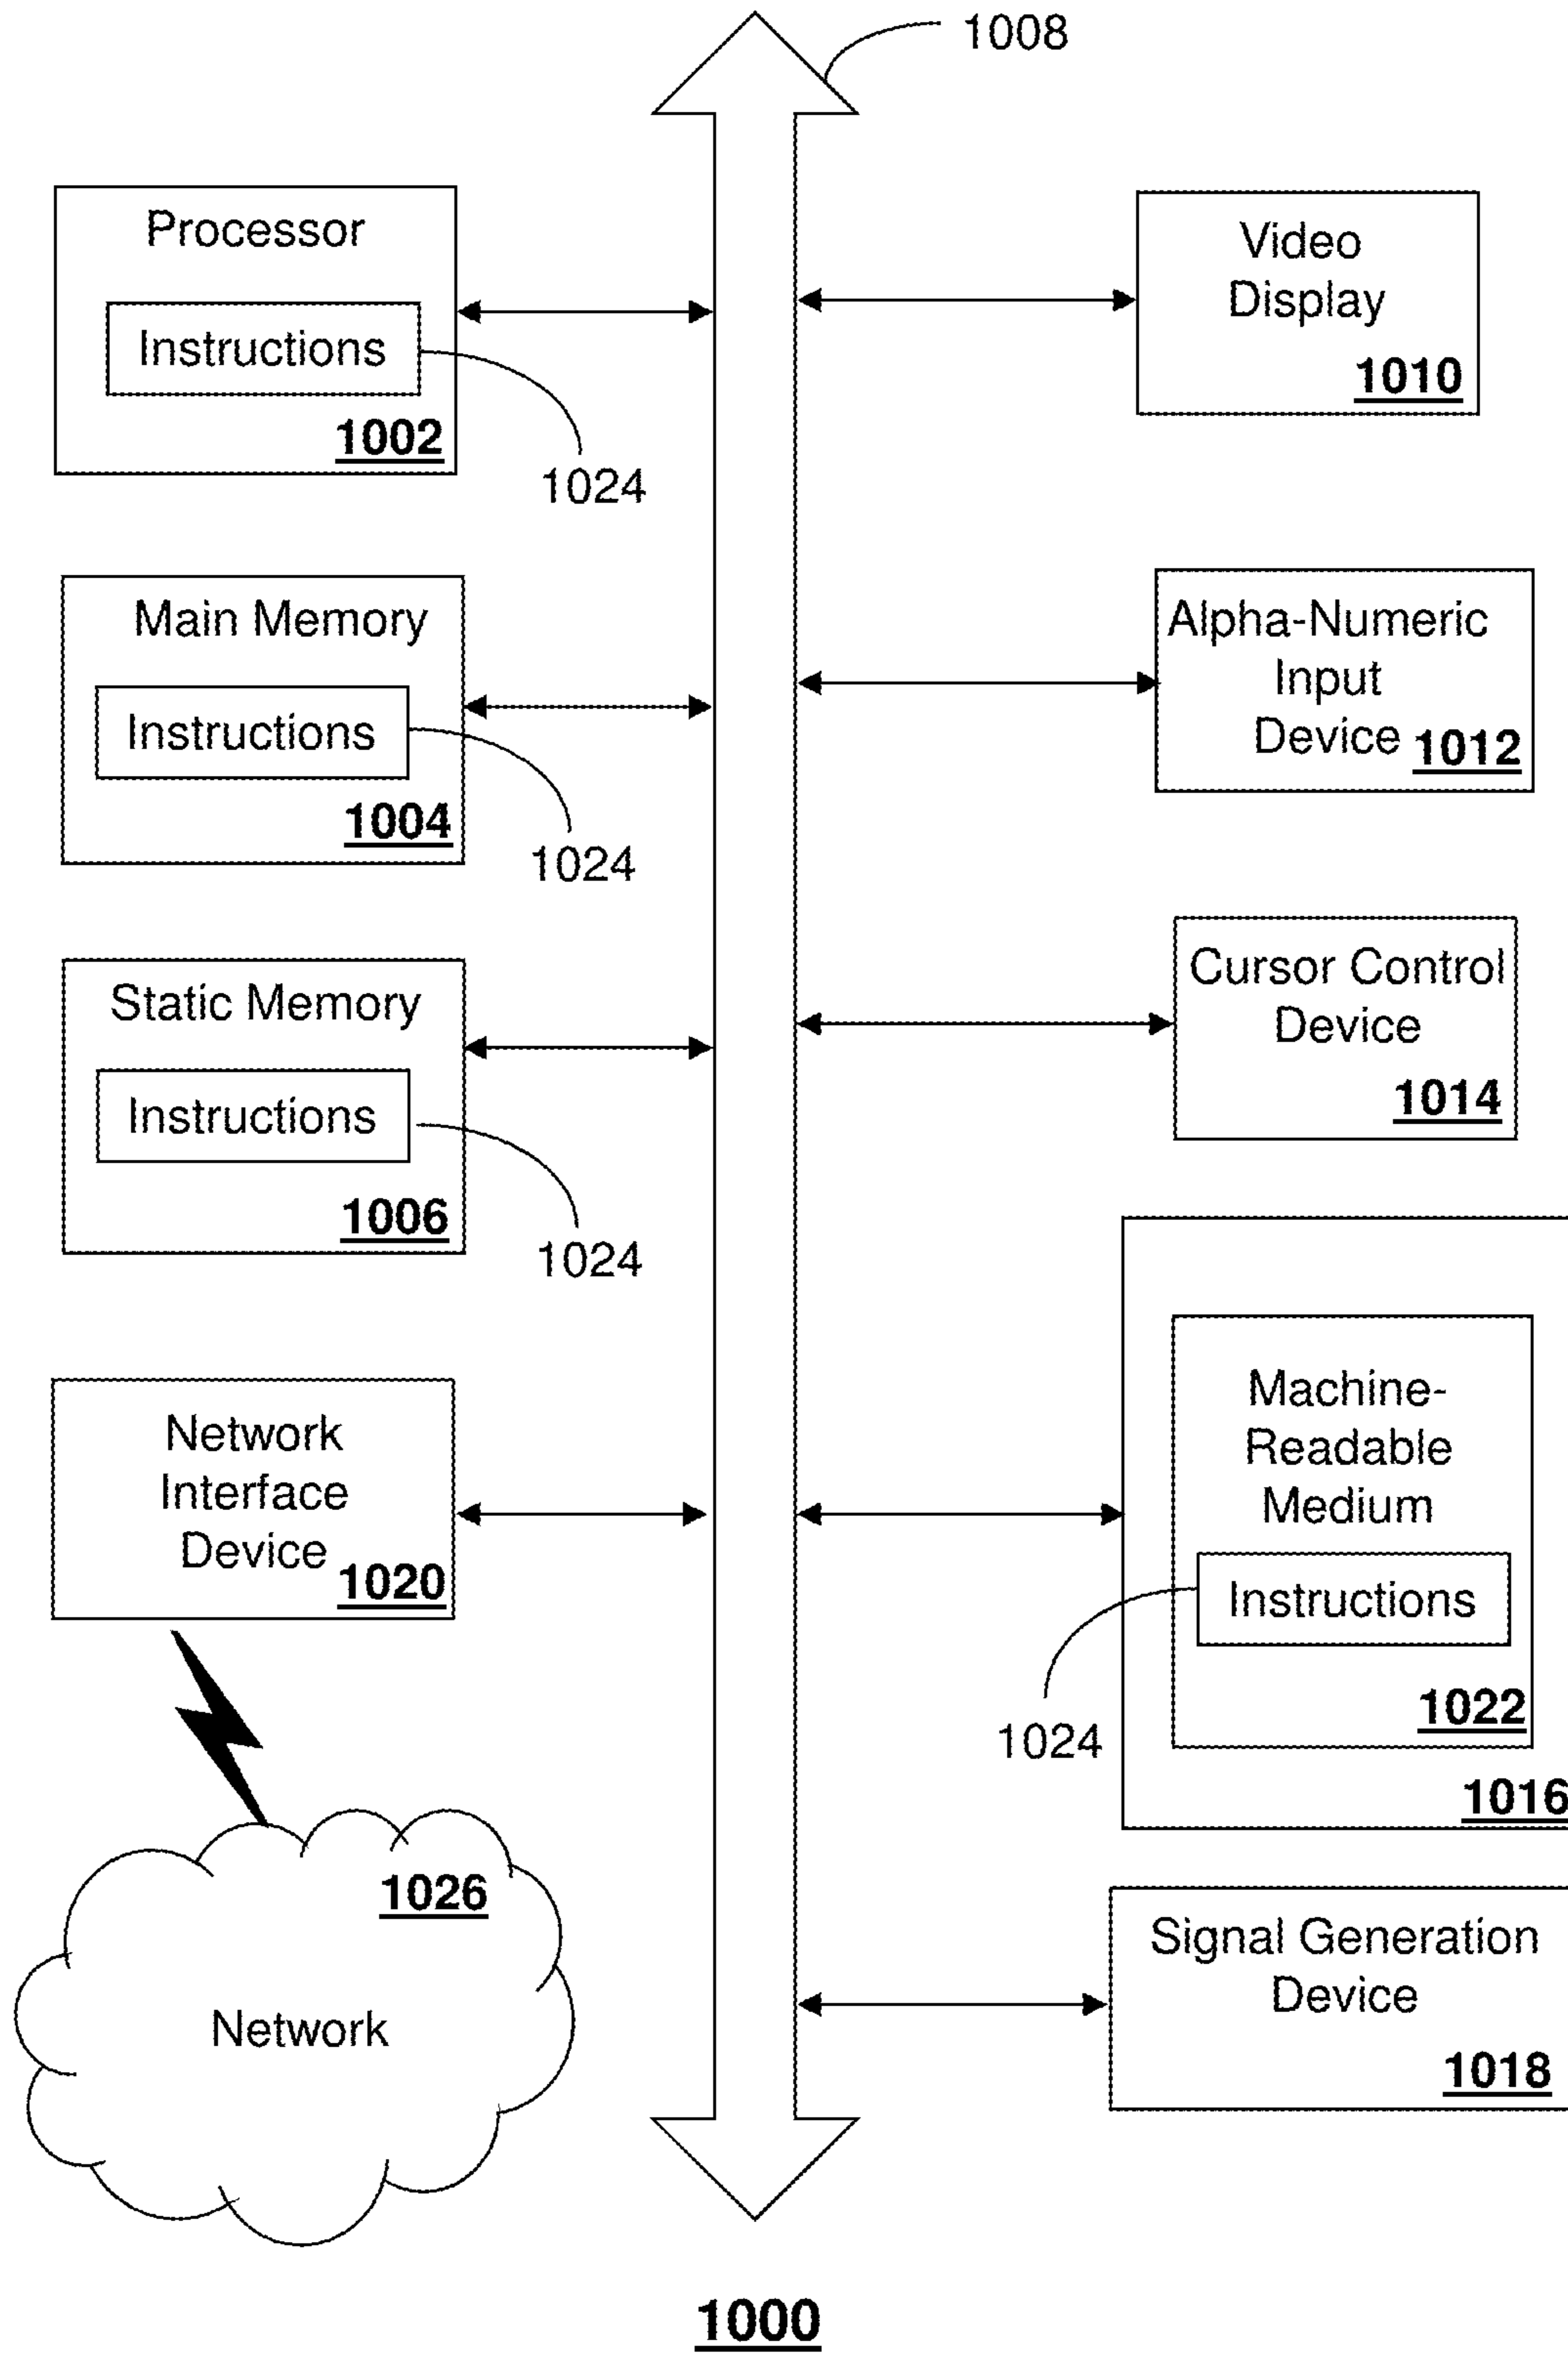 1008
Processor
Instructions
1002
1024
Video
Display
1010
Main Memory
Instructions
1004
1024
Alpha-Numeric
Input
Device 1012
Static Memory
Instructions
1006
1024
Cursor Control
Device
1014
Network
Interface
Device 1020
Machine-
Readable
Medium
Instructions
1022
1024
1016
1026
Network
Signal Generation
Device
1018
1000